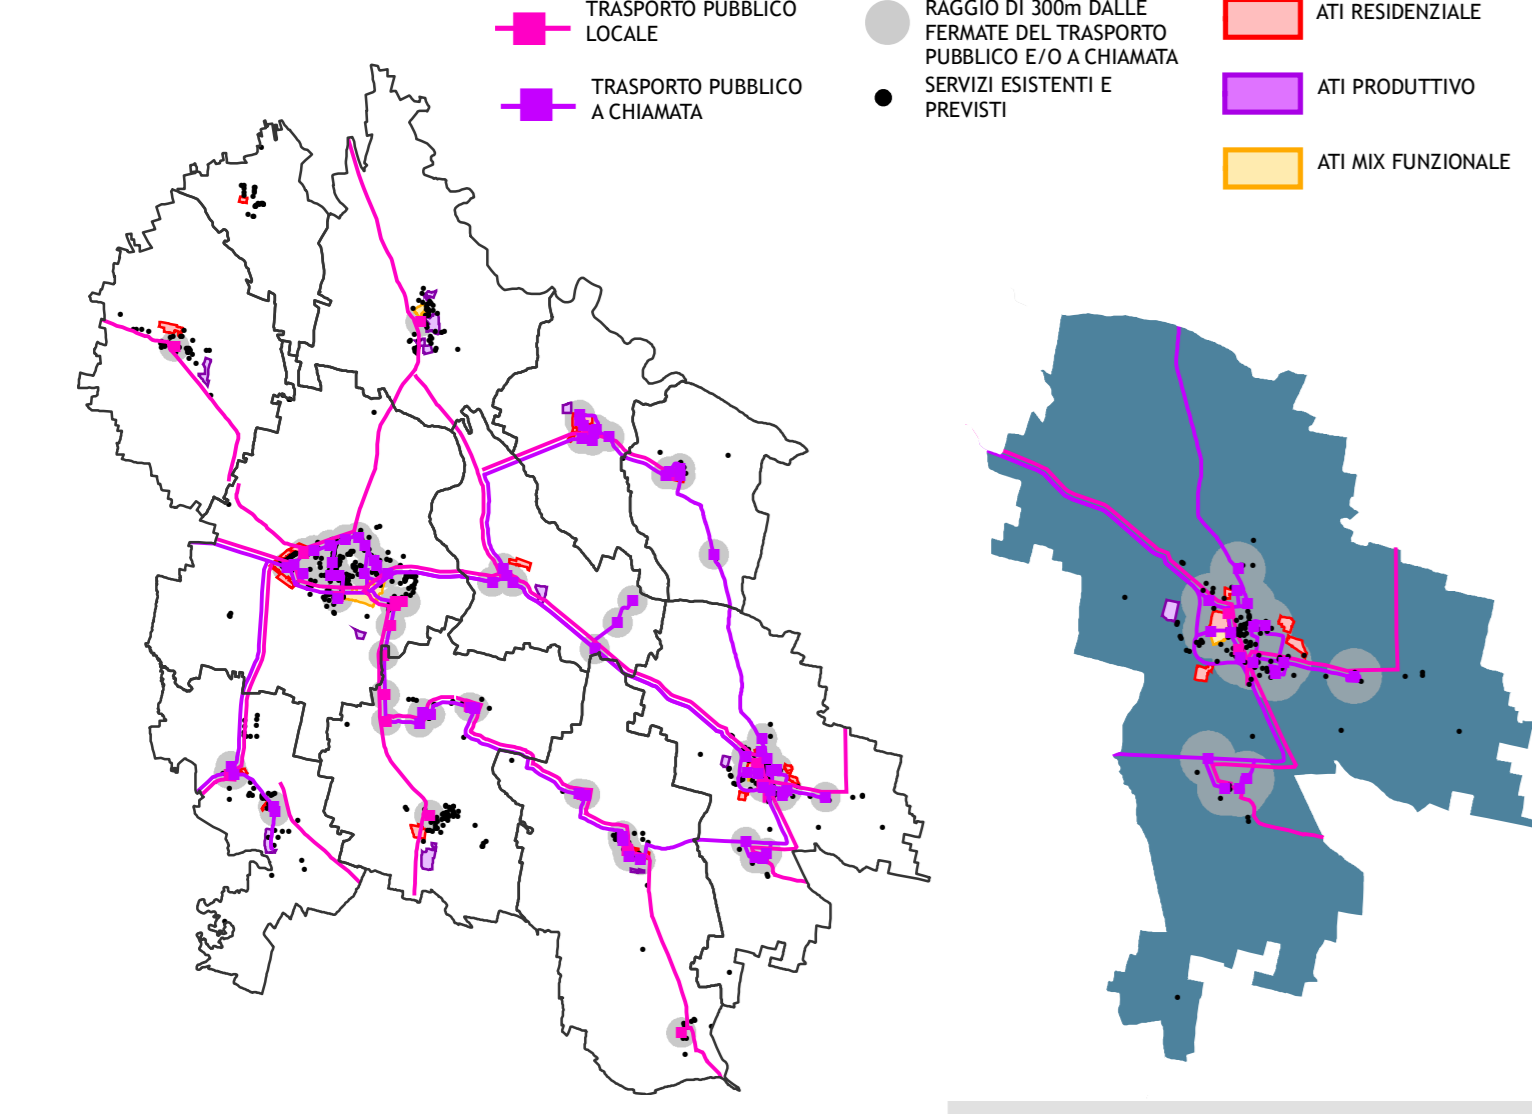 TRASPORTO PUBBLICO
LOCALE
TRASPORTO PUBBLICO
A CHIAMATA
RAGGIO DI 300m DALLE
FERMATE DEL TRASPORTO
PUBBLICO E/O A CHIAMATA
SERVIZI ESISTENTI E
PREVISTI
ATI RESIDENZIALE
ATI PRODUTTIVO
ATI MIX FUNZIONALE